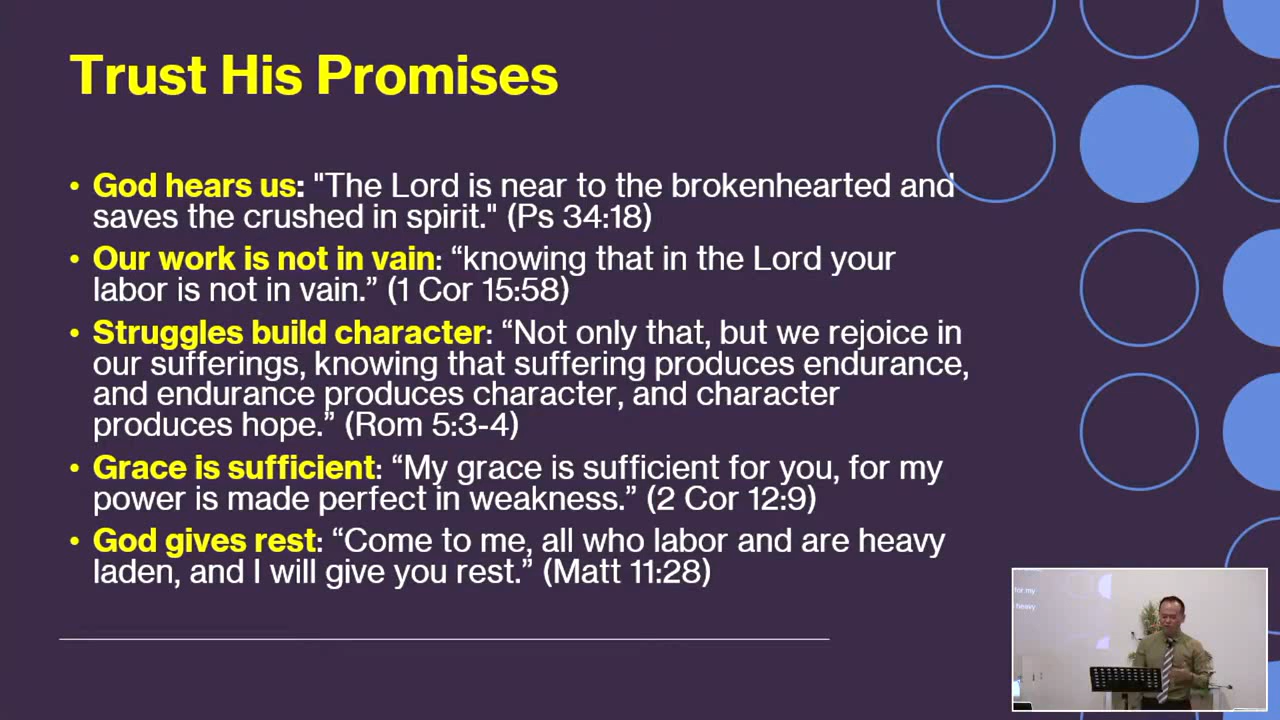 Trust His Promises
• God hears us: "The Lord is near to the brokenhearted and
saves the crushed in spirit." (Ps 34:18)
• Our work is not in vain: “knowing that in the Lord your
labor is not in vain.” (1 Cor 15:58)
• Struggles build character: “Not only that, but we rejoice in
our sufferings, knowing that suffering produces endurance,
and endurance produces character, and character
produces hope.” (Rom 5:3-4)
• Grace is sufficient: “My grace is sufficient for you, for my
power is made perfect in weakness.” (2 Cor 12:9)
• God gives rest: “Come to me, all who labor and are heavy
laden, and I will give you rest.” (Matt 11:28)
for my
heavy